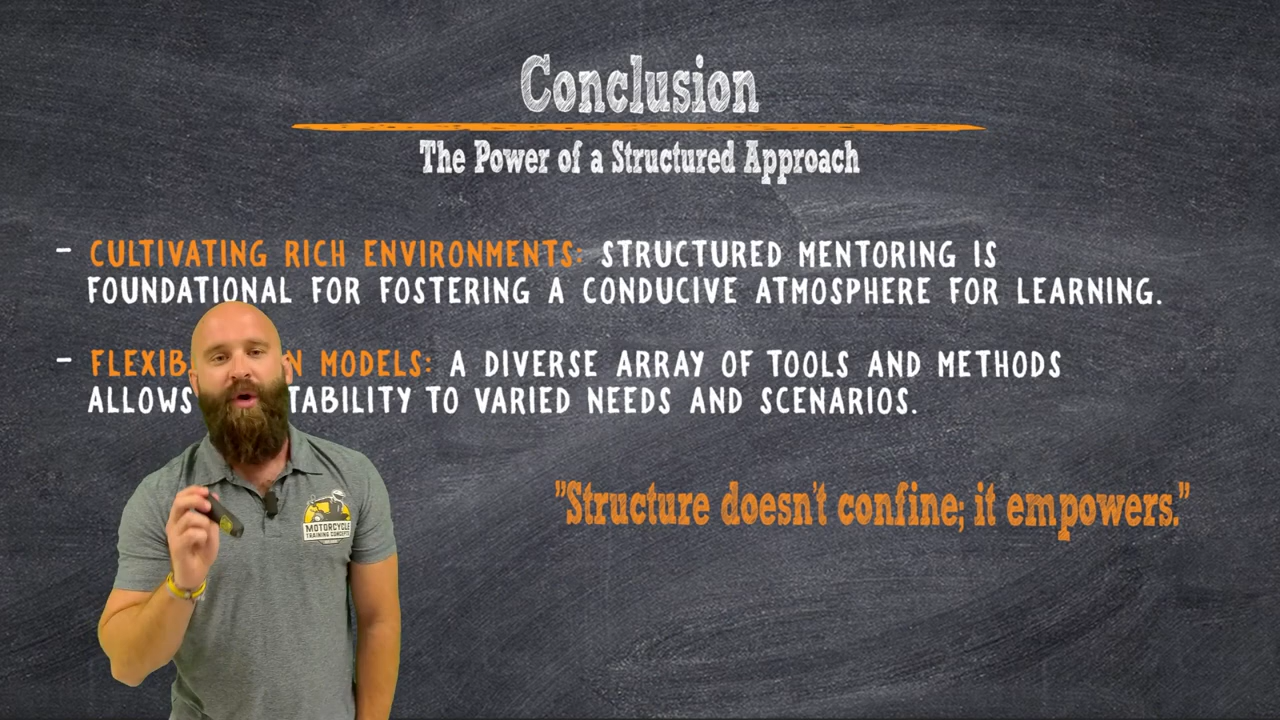 Conclusion
The Power of a Structured Approach
- CULTIVATING RICH ENVIRONMENTS: STRUCTURED MENTORING IS
FOUNDATIONAL FOR FOSTERING A CONDUCIVE ATMOSPHERE FOR LEARNING.
- MODELS: A DIVERSE ARRAY OF TOOLS AND METHODS
ALLOWS TO VARIED NEEDS AND SCENARIOS.
"Structure doesn't confine; it empowers."
MOTORCYCLE
TRAINING CONCEPTS